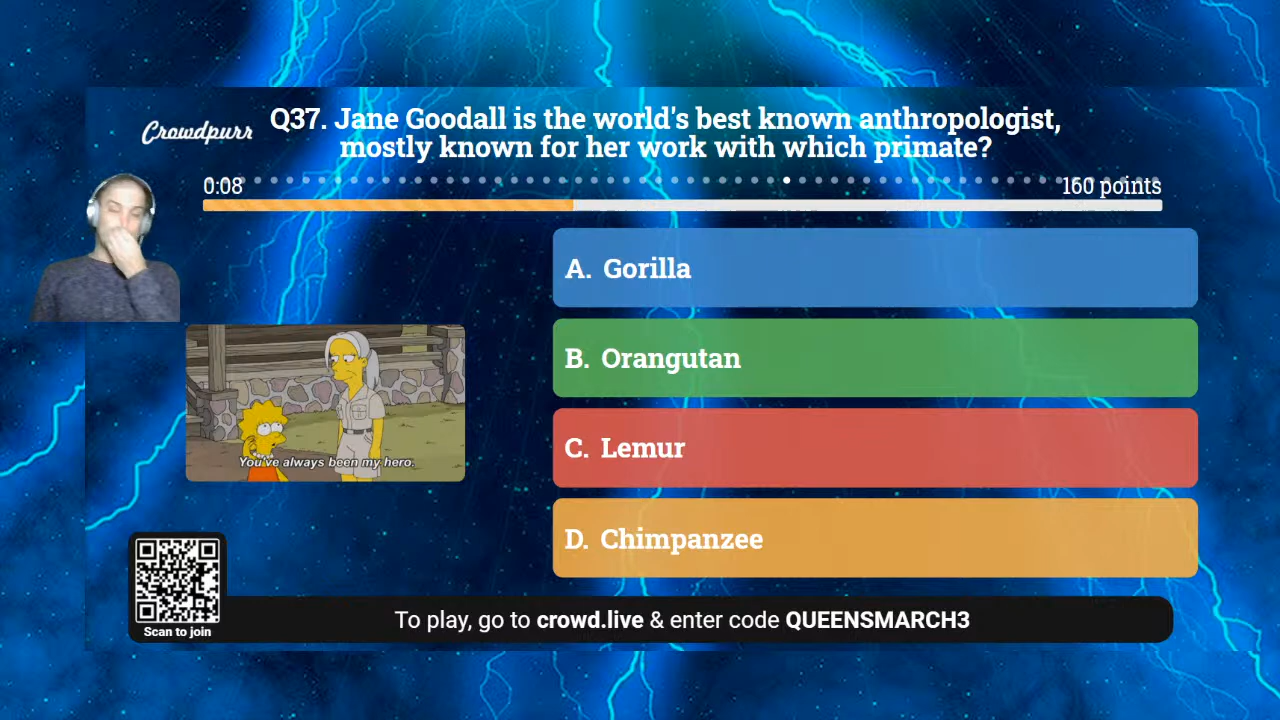 Crowdpurr
Q37. Jane Goodall is the world's best known anthropologist,
mostly known for her work with which primate?
0:08
160 points
A. Gorilla
B. Orangutan
C. Lemur
D. Chimpanzee
You've always been my hero.
Scan to join
To play, go to crowd.live & enter code QUEENSMARCH3